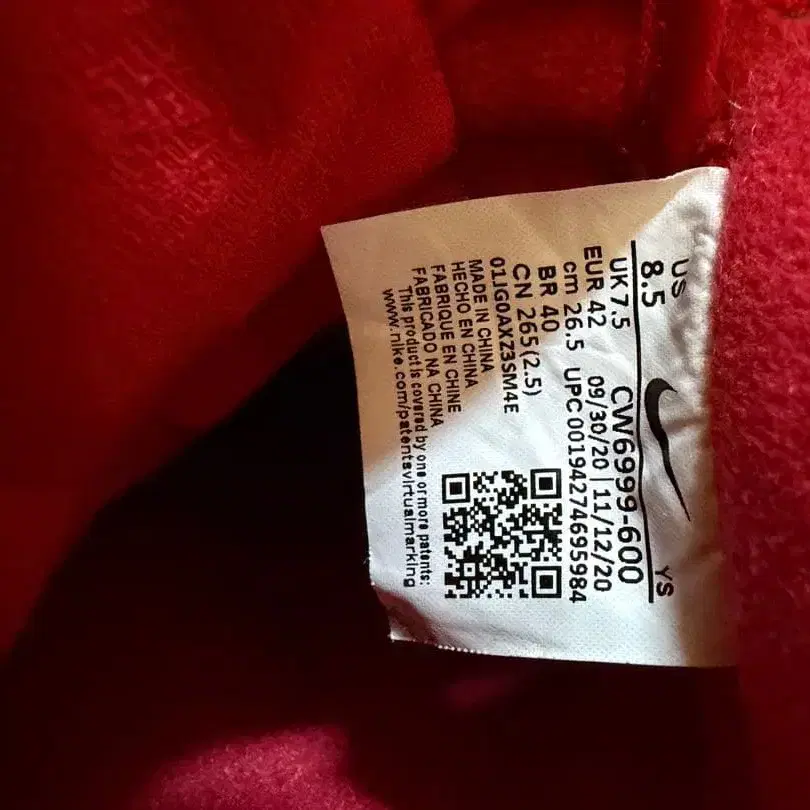 US
8.5
YS
UK 7.5
CW6999-600
EUR 42
09/30/20 | 11/12/20
cm 26.5
UPC 00194274695984
BR 40
CN 265(2.5)
01JG0AXZ3SM4E
MADE IN CHINA
HECHO EN CHINA
FABRIQUE EN CHINE
FABRICADO NA CHINA
This product is covered by one or more patents:
www.nike.com/patentsvirtualmarking